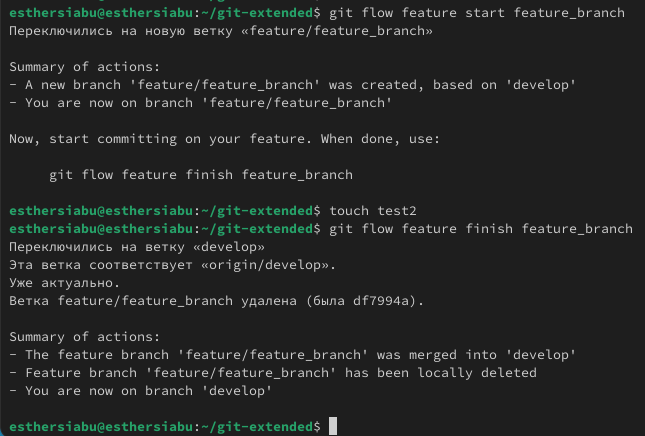 esthersiabu@esthersiabu:~/git-extended$ git flow feature start feature_branch
Переключились на новую ветку «feature/feature_branch»
Summary of actions:
- A new branch 'feature/feature_branch' was created, based on 'develop'
- You are now on branch 'feature/feature_branch'
Now, start committing on your feature. When done, use:
git flow feature finish feature_branch
esthersiabu@esthersiabu:~/git-extended$ touch test2
esthersiabu@esthersiabu:~/git-extended$ git flow feature finish feature_branch
Переключились на ветку «develop»
Эта ветка соответствует «origin/develop».
Уже актуально.
Ветка feature/feature_branch удалена (была df7994a).
Summary of actions:
- The feature branch 'feature/feature_branch' was merged into 'develop'
- Feature branch 'feature/feature_branch' has been locally deleted
- You are now on branch 'develop'
esthersiabu@esthersiabu:~/git-extended$